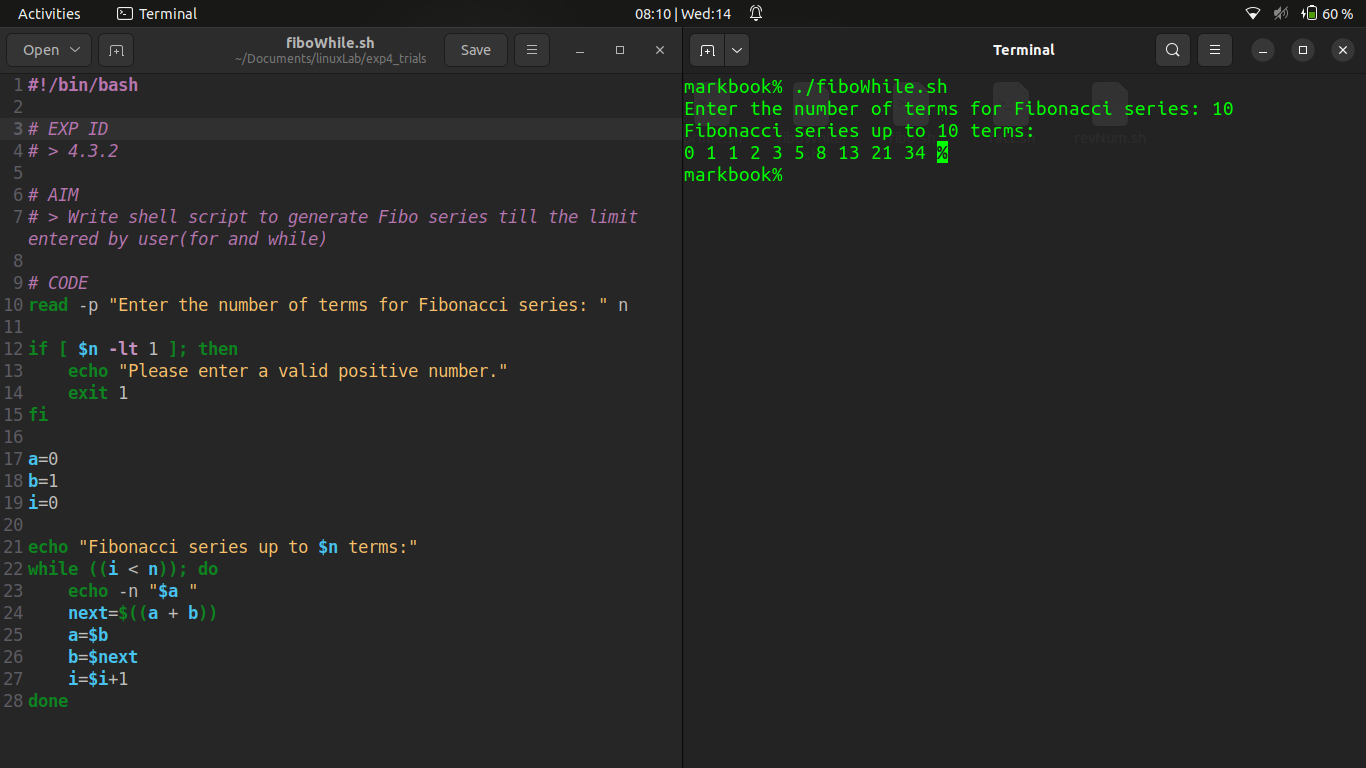 Activities
Terminal
08:10|Wed:14
60 %
Open
fiboWhile.sh
~/Documents/linuxLab/exp4_trials
Save
1 #!/bin/bash
2
3 # EXP ID
4 # > 4.3.2
5
6 # AIM
7 # > Write shell script to generate Fibo series till the limit
entered by user(for and while)
8
9 # CODE
10 read -p "Enter the number of terms for Fibonacci series: " n
11
12 if [ $n -lt 1 ]; then
13     echo "Please enter a valid positive number."
14     exit 1
15 fi
16
17 a=0
18 b=1
19 i=0
20
21 echo "Fibonacci series up to $n terms:"
22 while ((i < n)); do
23     echo -n "$a "
24     next=$((a + b))
25     a=$b
26     b=$next
27     i=$i+1
28 done
Terminal
markbook% ./fiboWhile.sh
Enter the number of terms for Fibonacci series: 10
Fibonacci series up to 10 terms:
0 1 1 2 3 5 8 13 21 34 %
markbook%
revNum.sh